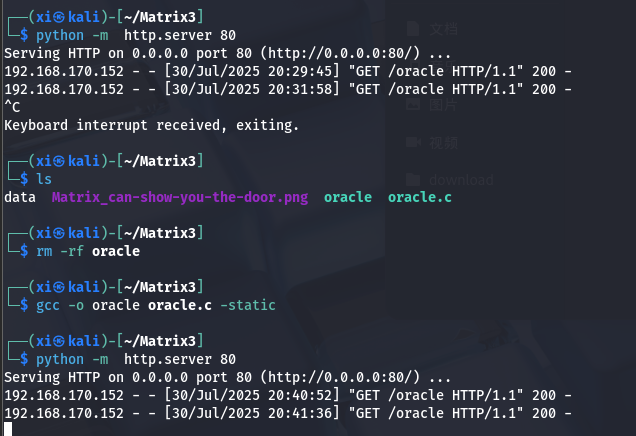 ┌──(xi㉿kali)-[~/Matrix3]
└─$ python -m  http.server 80
Serving HTTP on 0.0.0.0 port 80 (http://0.0.0.0:80/) ...
192.168.170.152 - - [30/Jul/2025 20:29:45] "GET /oracle HTTP/1.1" 200 -
192.168.170.152 - - [30/Jul/2025 20:31:58] "GET /oracle HTTP/1.1" 200 -
^C
Keyboard interrupt received, exiting.
┌──(xi㉿kali)-[~/Matrix3]
└─$ ls
data  Matrix_can-show-you-the-door.png  oracle  oracle.c
┌──(xi㉿kali)-[~/Matrix3]
└─$ rm -rf oracle
┌──(xi㉿kali)-[~/Matrix3]
└─$ gcc -o oracle oracle.c -static
┌──(xi㉿kali)-[~/Matrix3]
└─$ python -m  http.server 80
Serving HTTP on 0.0.0.0 port 80 (http://0.0.0.0:80/) ...
192.168.170.152 - - [30/Jul/2025 20:40:52] "GET /oracle HTTP/1.1" 200 -
192.168.170.152 - - [30/Jul/2025 20:41:36] "GET /oracle HTTP/1.1" 200 -
文档
图片
视频
download